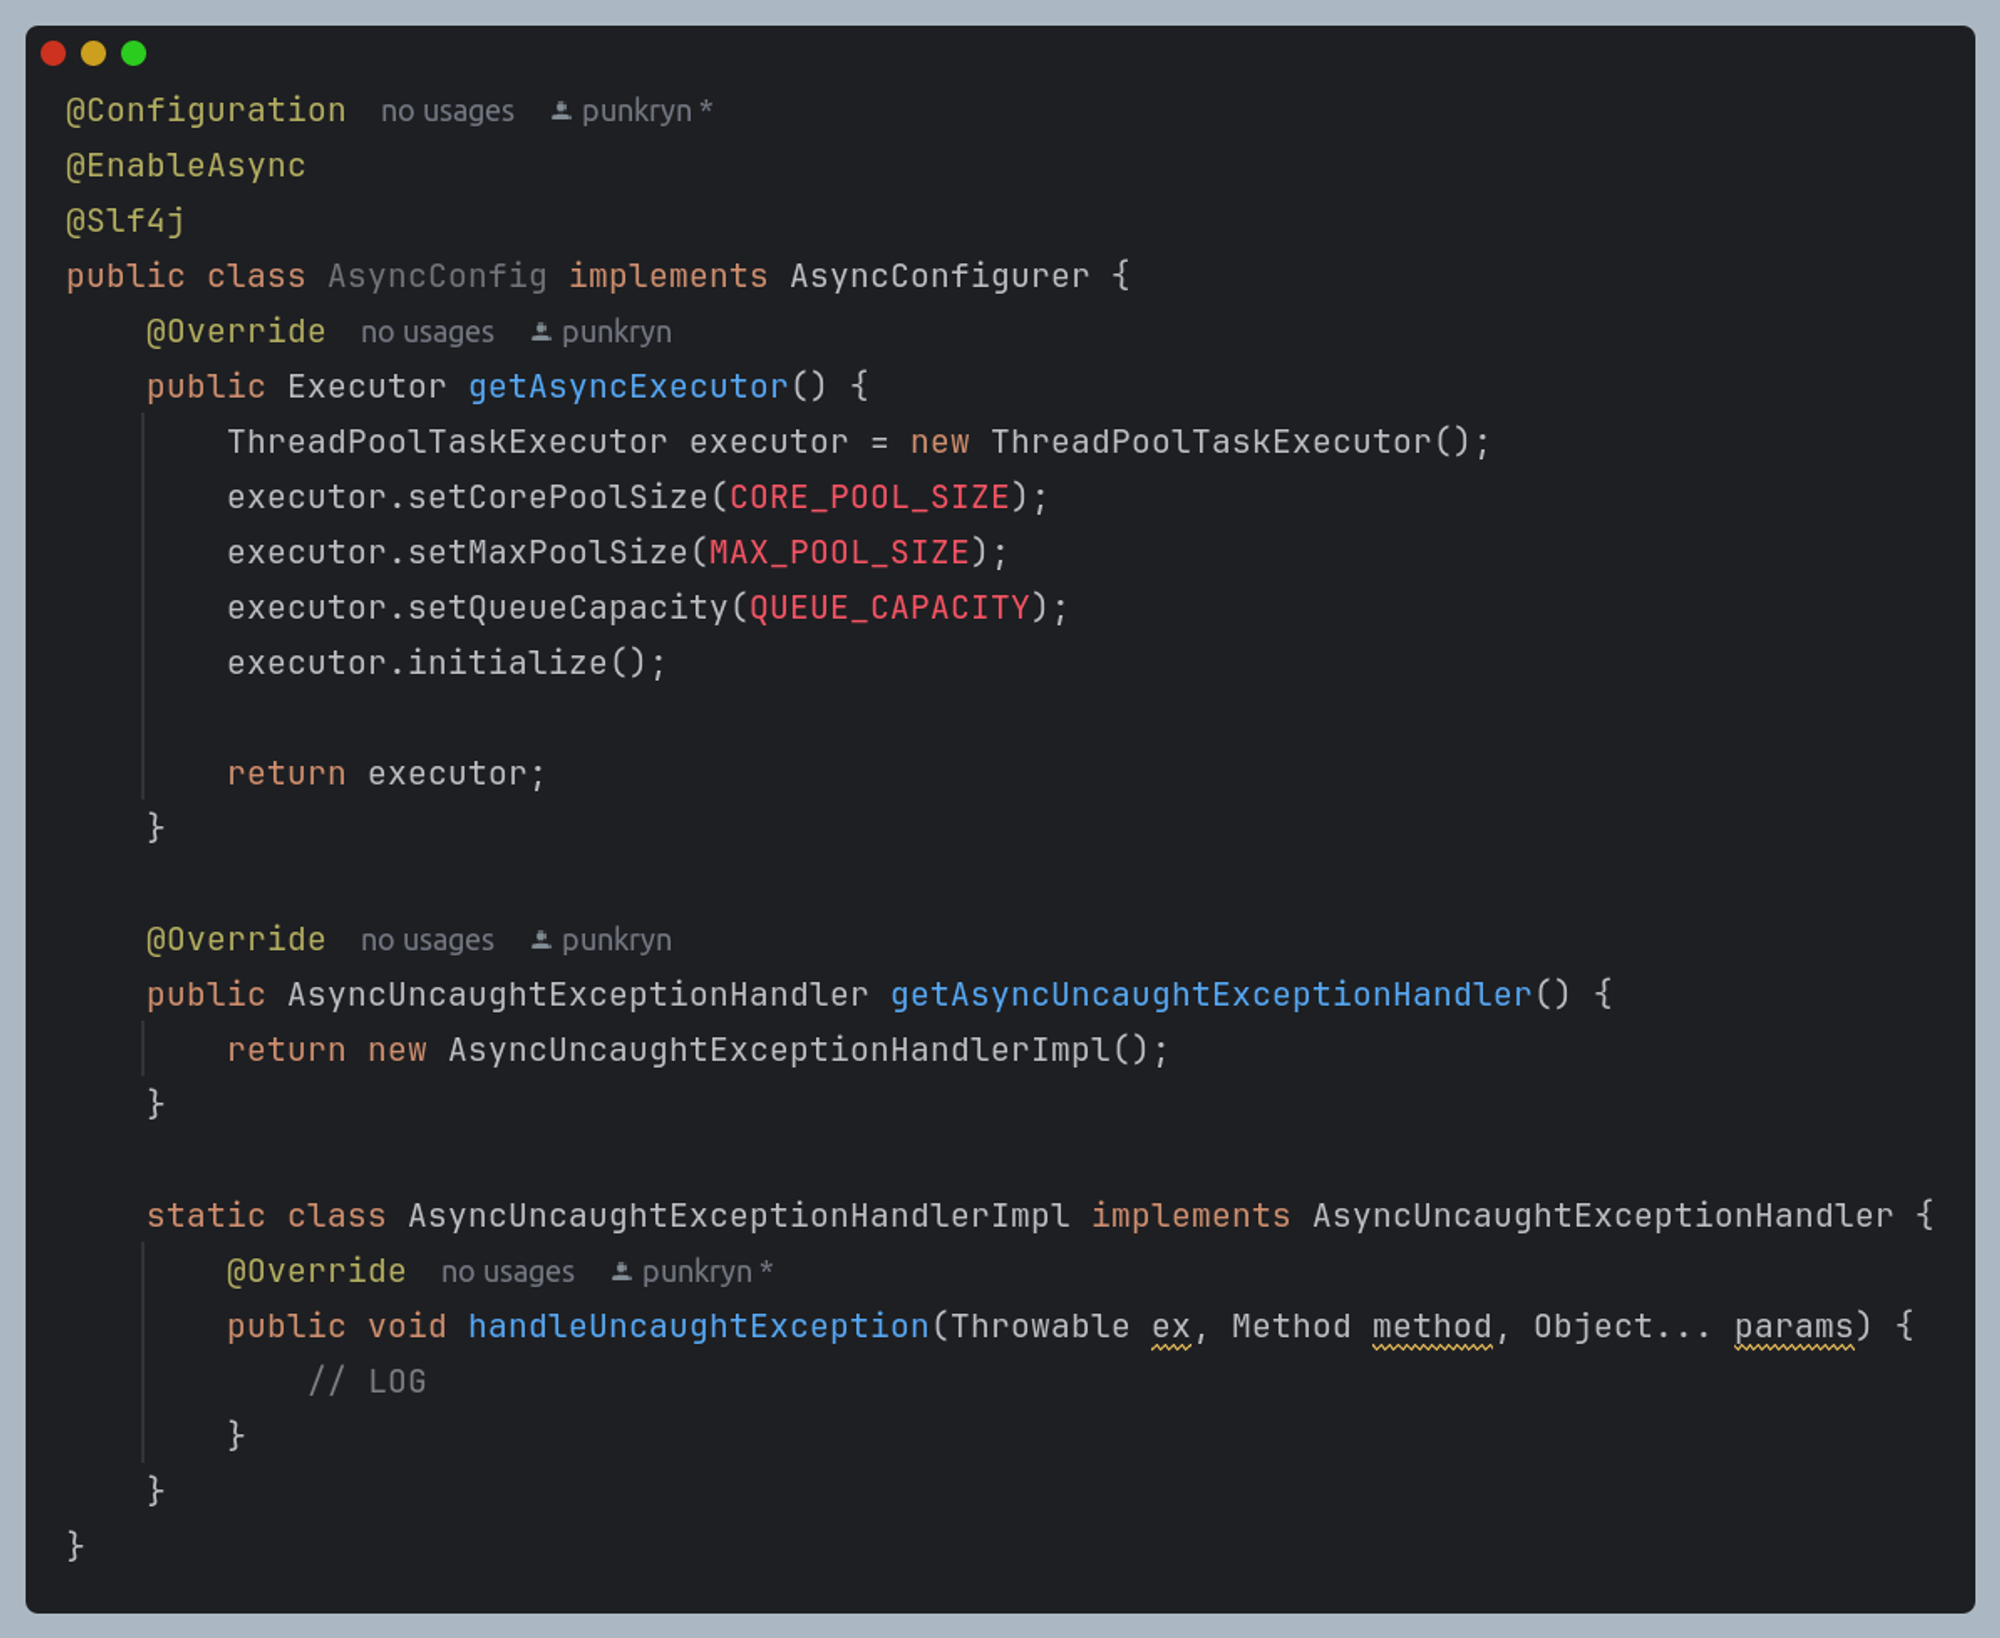 @Configuration no usages punkryn *
@EnableAsync
@Slf4j
public class AsyncConfig implements AsyncConfigurer {
    @Override no usages punkryn
    public Executor getAsyncExecutor() {
        ThreadPoolTaskExecutor executor = new ThreadPoolTaskExecutor();
        executor.setCorePoolSize(CORE_POOL_SIZE);
        executor.setMaxPoolSize(MAX_POOL_SIZE);
        executor.setQueueCapacity(QUEUE_CAPACITY);
        executor.initialize();
        return executor;
    }
    @Override no usages punkryn
    public AsyncUncaughtExceptionHandler getAsyncUncaughtExceptionHandler() {
        return new AsyncUncaughtExceptionHandlerImpl();
    }
    static class AsyncUncaughtExceptionHandlerImpl implements AsyncUncaughtExceptionHandler {
        @Override no usages punkryn *
        public void handleUncaughtException(Throwable ex, Method method, Object... params) {
            // LOG
        }
    }
}